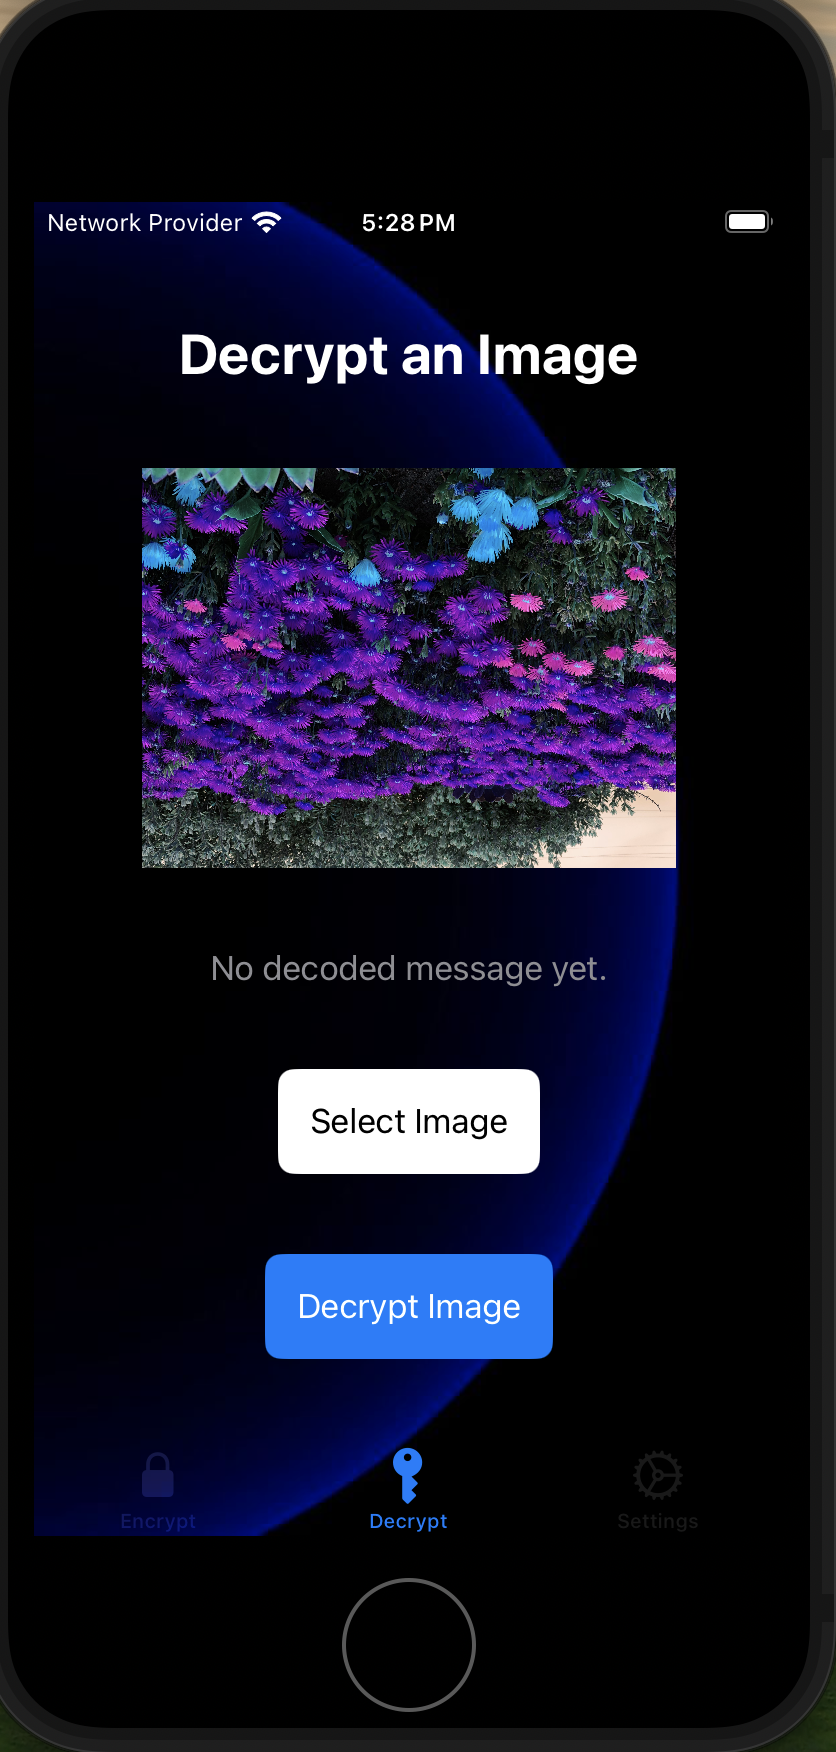 Network Provider 5:28 PM
Decrypt an Image
No decoded message yet.
Select Image
Decrypt Image
Encrypt Decrypt Settings